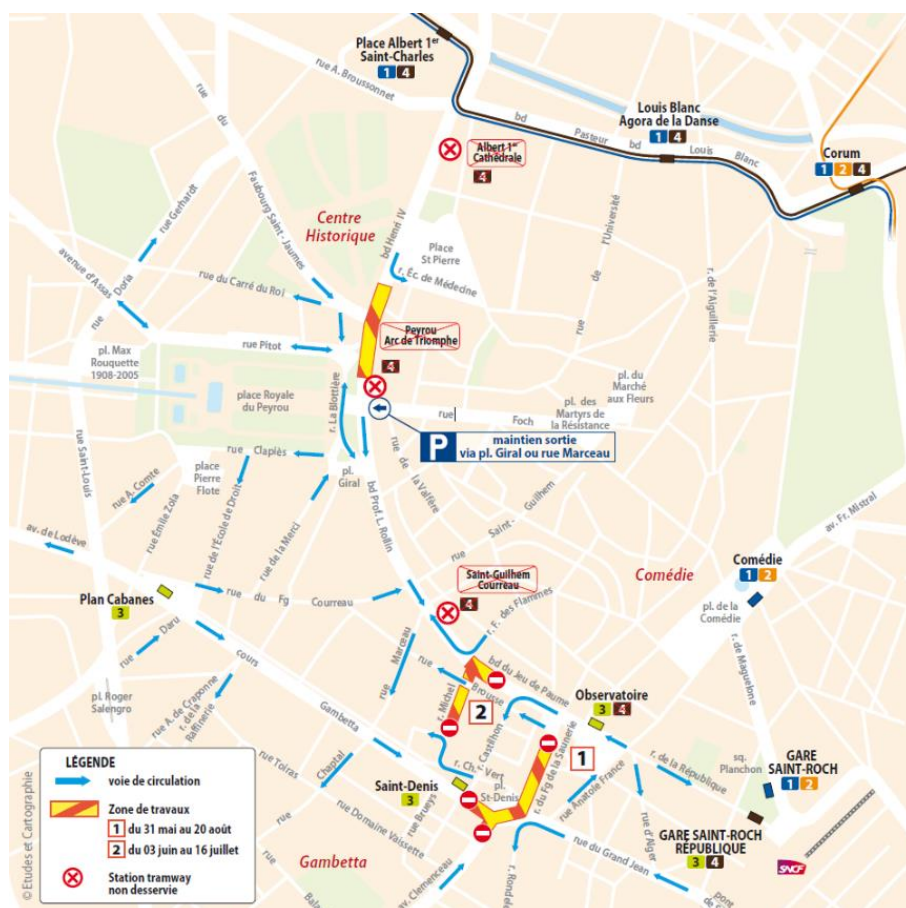 Place Albert 1er
Saint-Charles
1 4
rue A. Broussonnet
rue du
Faubourg Saint-Jaumes
Louis Blanc
Agora de la Danse
1 4
bd Pasteur bd Louis Blanc
Corum
1 2 4
Albert 1er
Cathédrale
4
Centre
Historique
bd Henri IV
Place
St Pierre
r. Éc. de Médecine
rue de l'Université
r. de l'Aiguillerie
rue Gerhardt
avenue d'Assas
rue Doria
rue du Carré du Roi
Peyrou
Arc de Triomphe
4
rue Pitot
pl. Max
Rouquette
1908-2005
place Royale
du Peyrou
r. La Blottière
rue Foch
pl. des
Martyrs de
la Résistance
pl. du
Marché
aux Fleurs
P
maintien sortie
via pl. Giral ou rue Marceau
rue Saint-Louis
rue Clapiès
place
Pierre
Flote
pl.
Giral
rue A. Comte
rue Émile Zola
rue de l'École de Droit
rue de la Merci
bd Prof. L. Rollin
rue de la Valfère
rue Saint-Guilhem
av. Fr. Mistral
av. de Lodève
Saint-Guilhem
Courreau
4
Comédie
Comédie
1 2
pl. de la
Comédie
Plan Cabanes
3
rue du Fg Courreau
r. F. des Flammes
rue Daru
rue Marceau
bd du Jeu de Paume
r. de Maguelone
cours Gambetta
rue Brousse
r. Michel
2
Observatoire
3 4
pl. Roger
Salengro
rue A. de Craponne
r. de la
Raffinerie
r. Castilhon
1
r. du Fg de la Saunerie
r. de la République
sq.
Planchon
GARE
SAINT-ROCH
1 2
rue Toiras
rue Chaptal
r. Ch. Vert
Saint-Denis
3
pl.
St-Denis
rue Anatole France
rue Brueys
rue Domaine Vaissette
rue d'Alger
GARE SAINT-ROCH
RÉPUBLIQUE
3 4
SNCF
Gambetta
av. Clemenceau
rue du Grand Jean
pont
LÉGENDE
voie de circulation
Zone de travaux
1 du 31 mai au 20 août
2 du 03 juin au 16 juillet
Station tramway
non desservie
© Etudes et Cartographie